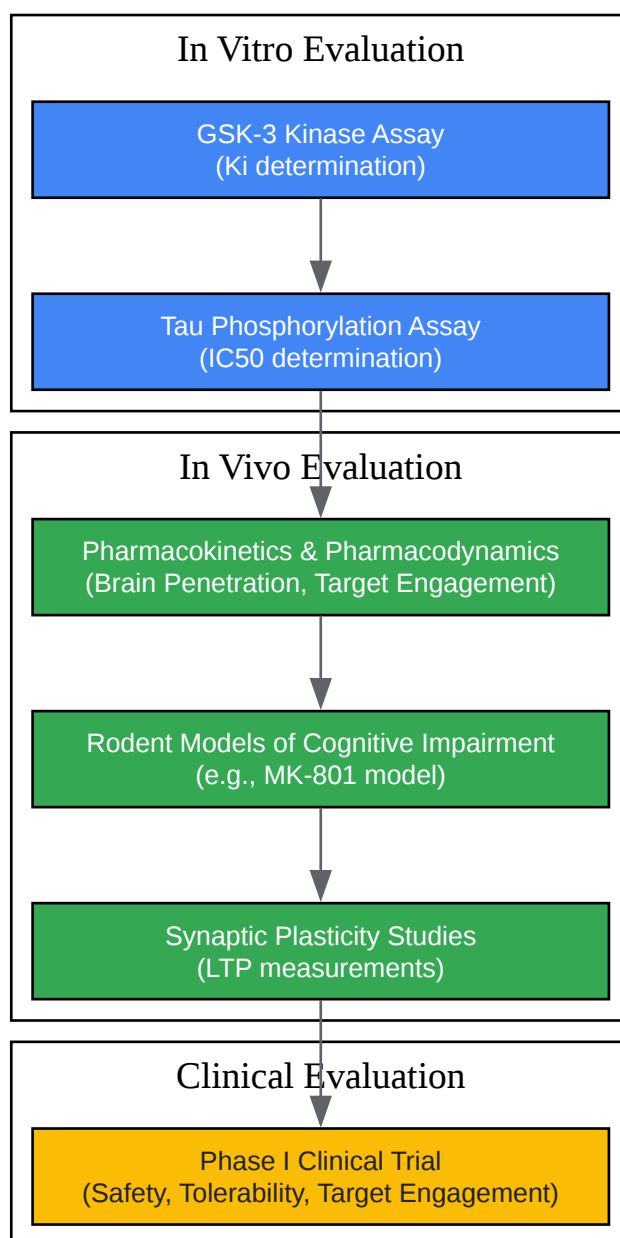 In Vitro Evaluation
GSK-3 Kinase Assay
(Ki determination)
Tau Phosphorylation Assay
(IC50 determination)
In Vivo Evaluation
Pharmacokinetics & Pharmacodynamics
(Brain Penetration, Target Engagement)
Rodent Models of Cognitive Impairment
(e.g., MK-801 model)
Synaptic Plasticity Studies
(LTP measurements)
Clinical Evaluation
Phase I Clinical Trial
(Safety, Tolerability, Target Engagement)